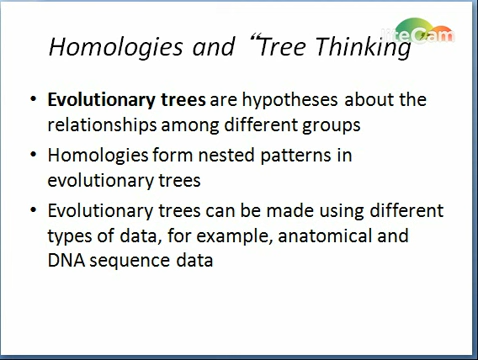 Homologies and “Tree Thinking
liteCam
• Evolutionary trees are hypotheses about the
relationships among different groups
• Homologies form nested patterns in
evolutionary trees
• Evolutionary trees can be made using different
types of data, for example, anatomical and
DNA sequence data